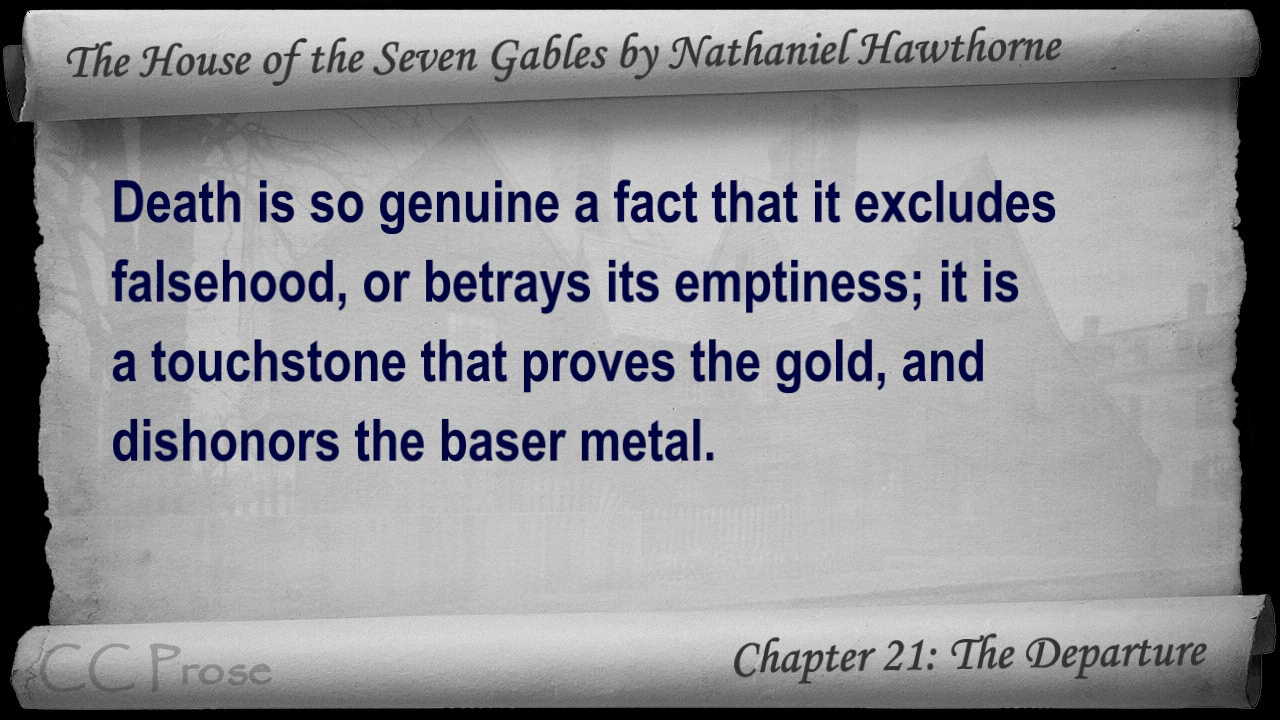 The House of the Seven Gables by Nathaniel Hawthorne
Death is so genuine a fact that it excludes
falsehood, or betrays its emptiness; it is
a touchstone that proves the gold, and
dishonors the baser metal.
CC Prose
Chapter 21: The Departure